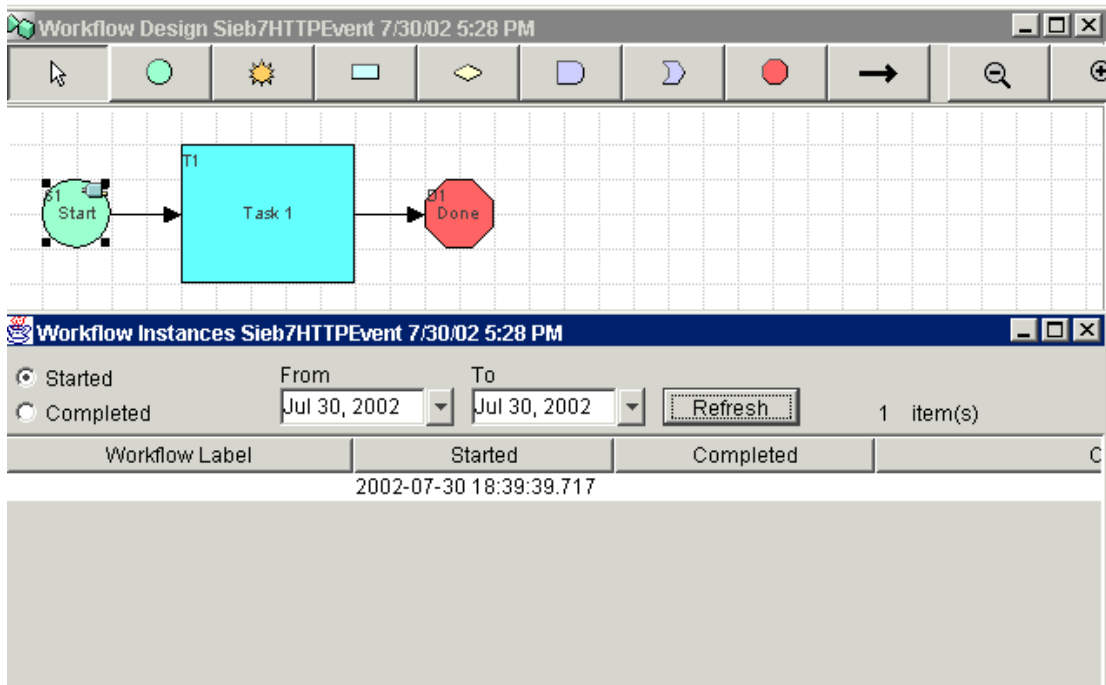 Workflow Design Sieb7HTTPEvent 7/30/02 5:28 PM
T1
S1
Start
Task 1
D1
Done
Workflow Instances Sieb7HTTPEvent 7/30/02 5:28 PM
Started
From
To
Completed
Jul 30, 2002
Jul 30, 2002
Refresh
1 item(s)
Workflow Label
Started
Completed
C
2002-07-30 18:39:39.717